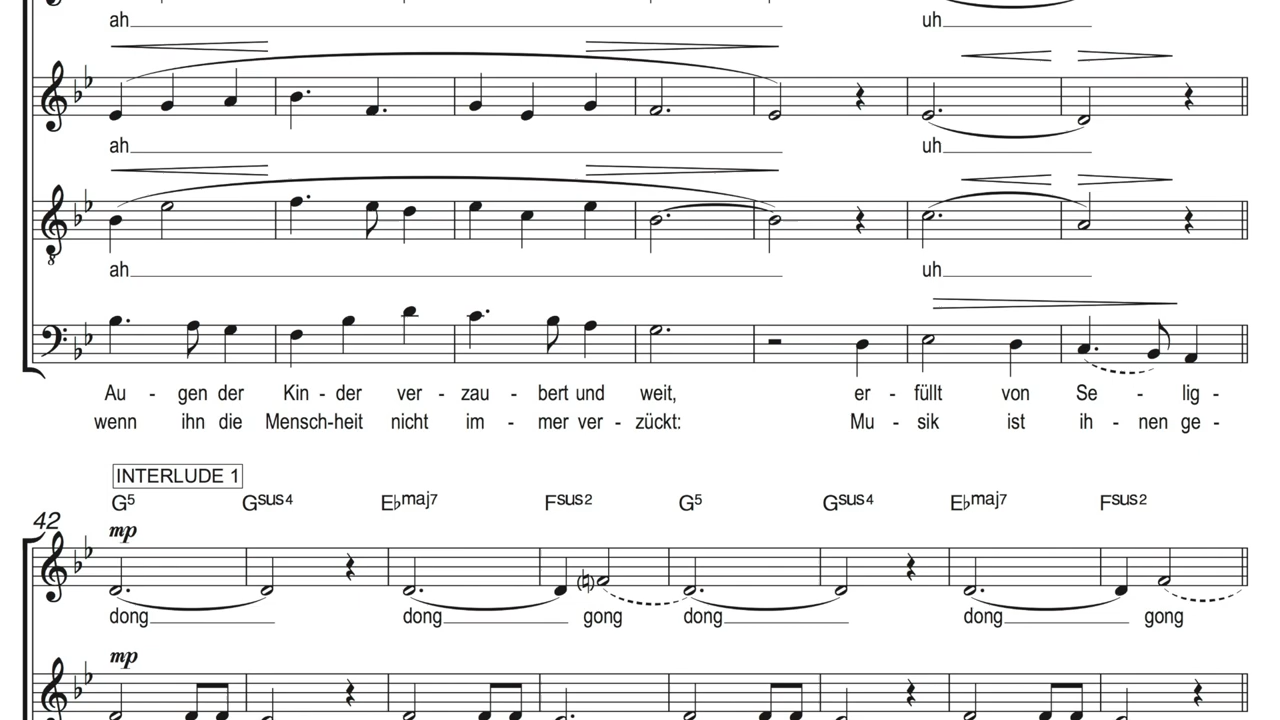 ah uh
ah uh
ah uh
Au - gen der Kin - der ver - zau - bert und weit, er - füllt von Se - lig -
wenn ihn die Mensch-heit nicht im - mer ver - zückt: Mu - sik ist ih - nen ge -
INTERLUDE 1
G5 Gsus4 E♭maj7 Fsus2 G5 Gsus4 E♭maj7 Fsus2
42
mp
dong dong gong dong dong gong
mp